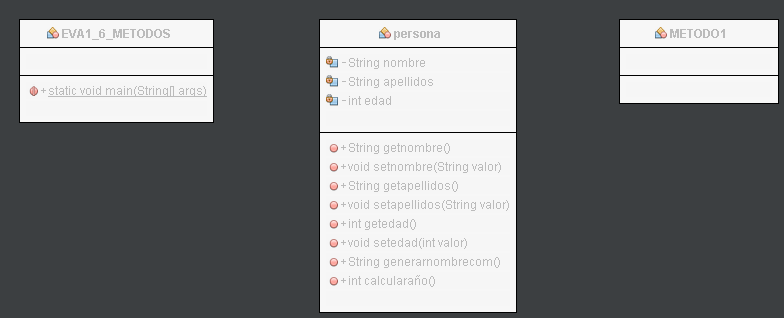 EVA1_6_METODOS
+ static void main(String[] args)
persona
- String nombre
- String apellidos
- int edad
+ String getnombre()
+ void setnombre(String valor)
+ String getapellidos()
+ void setapellidos(String valor)
+ int getedad()
+ void setedad(int valor)
+ String generarnombrecom()
+ int calcularaño()
METODO1